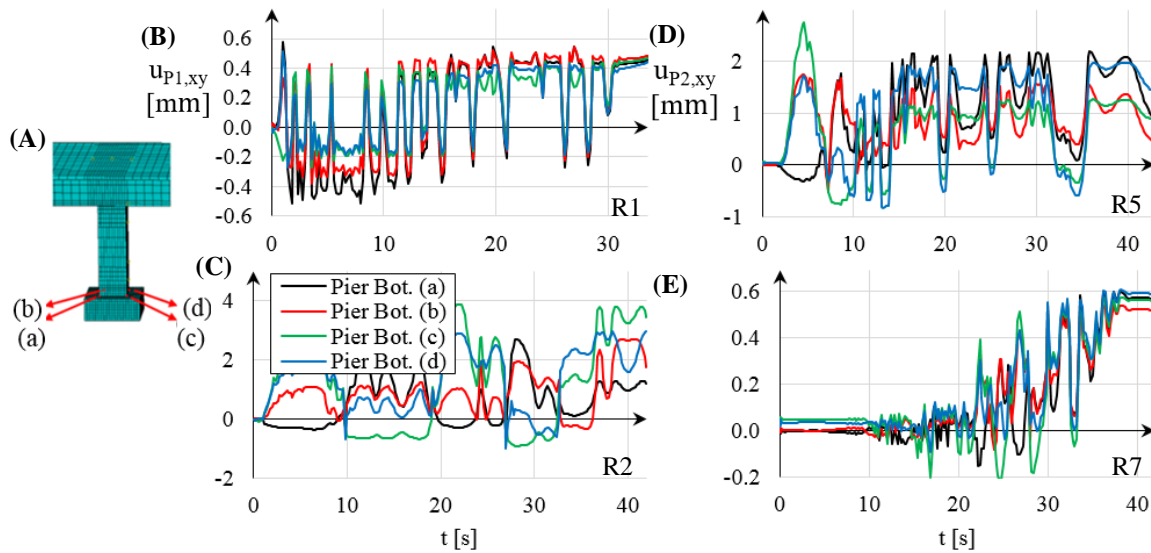 (A)
(b)
(a)
(d)
(c)
(B)
u_P1,xy
[mm]
0.6
0.4
0.2
0.0
-0.2
-0.4
-0.6
0
10
20
30
R1
(D)
u_P2,xy
[mm]
2
1
0
-1
0
10
20
30
40
R5
(C)
4
2
0
-2
0
10
20
30
40
Pier Bot. (a)
Pier Bot. (b)
Pier Bot. (c)
Pier Bot. (d)
R2
t [s]
(E)
0.6
0.4
0.2
0.0
-0.2
0
10
20
30
40
R7
t [s]